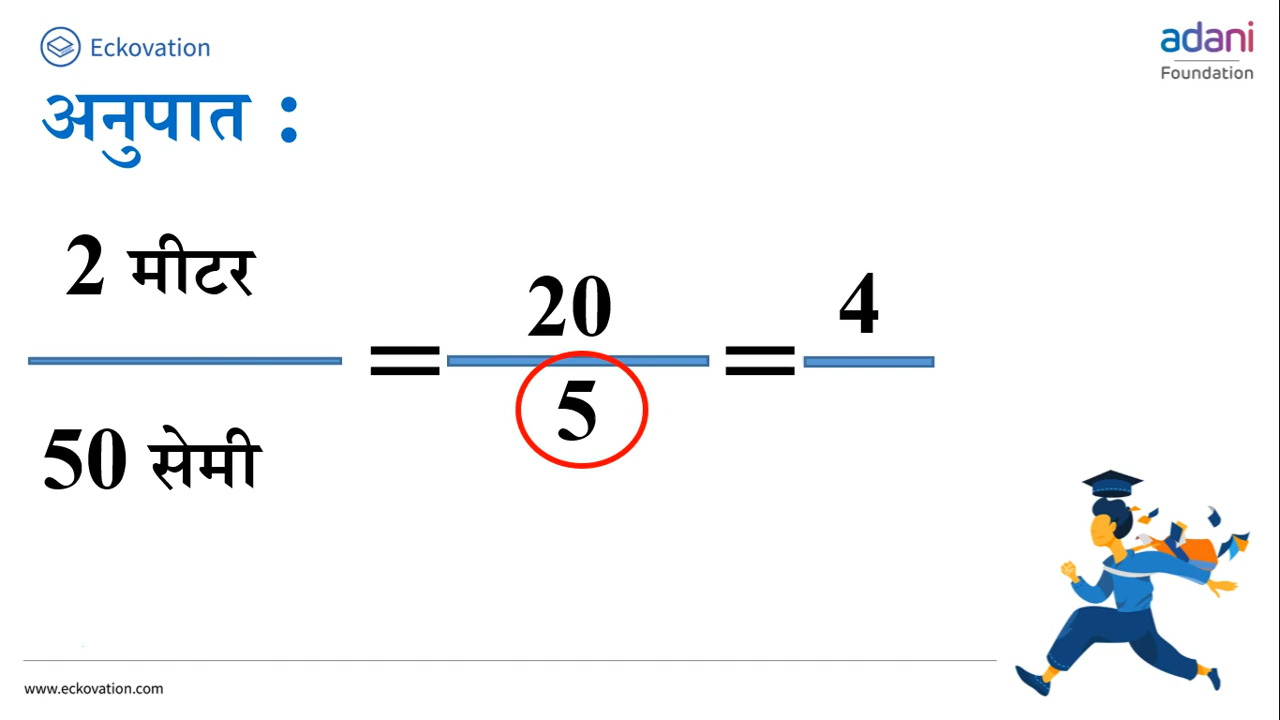 Eckovation
adani
Foundation
अनुपात :
2 मीटर
50 सेमी
=
20
5
=
4
www.eckovation.com